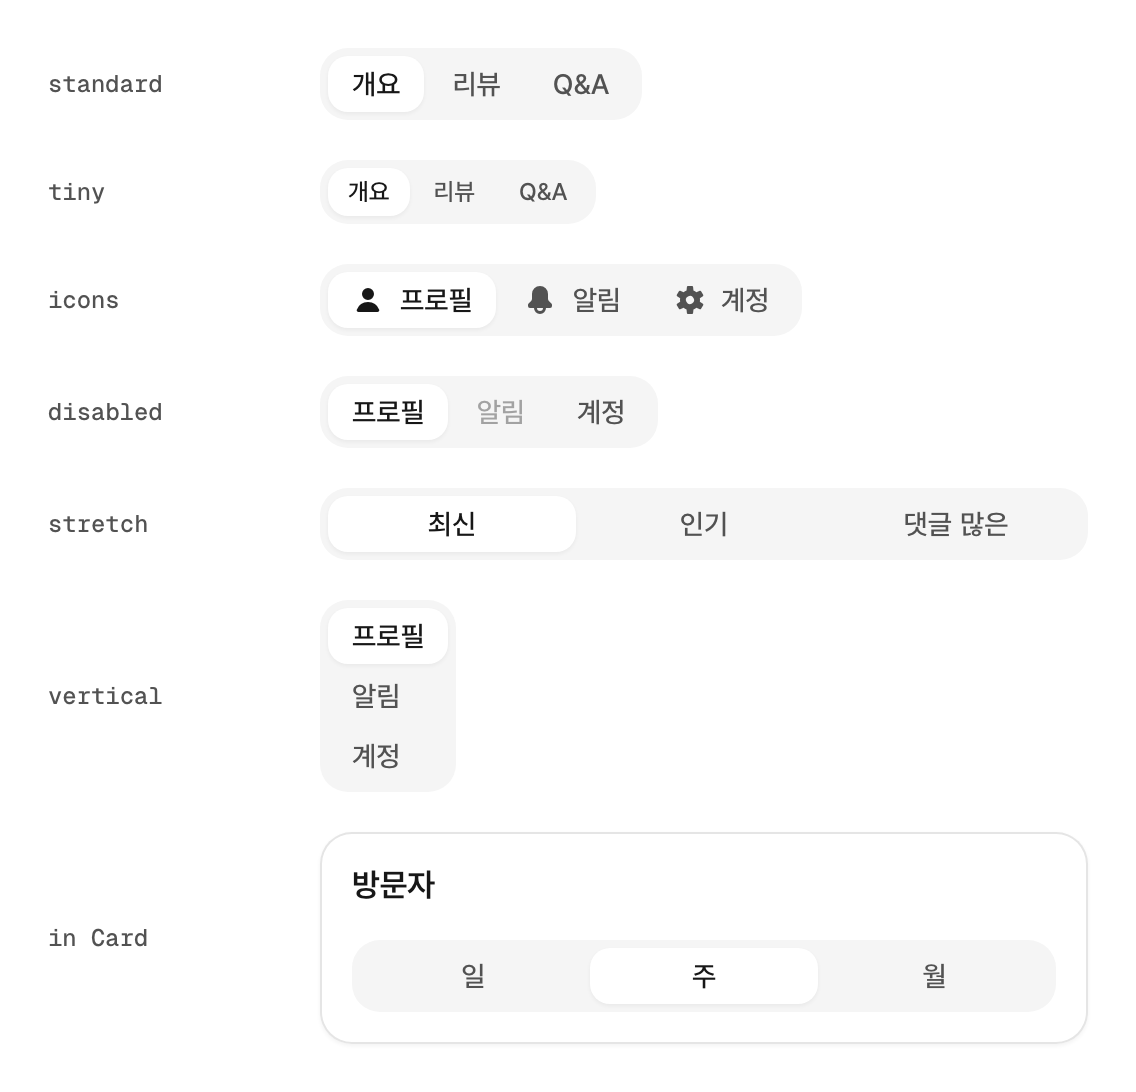 standard 개요 리뷰 Q&A
tiny 개요 리뷰 Q&A
icons 프로필 알림 계정
disabled 프로필 알림 계정
stretch 최신 인기 댓글 많은
프로필
vertical 알림
계정
방문자
in Card
일 주 월